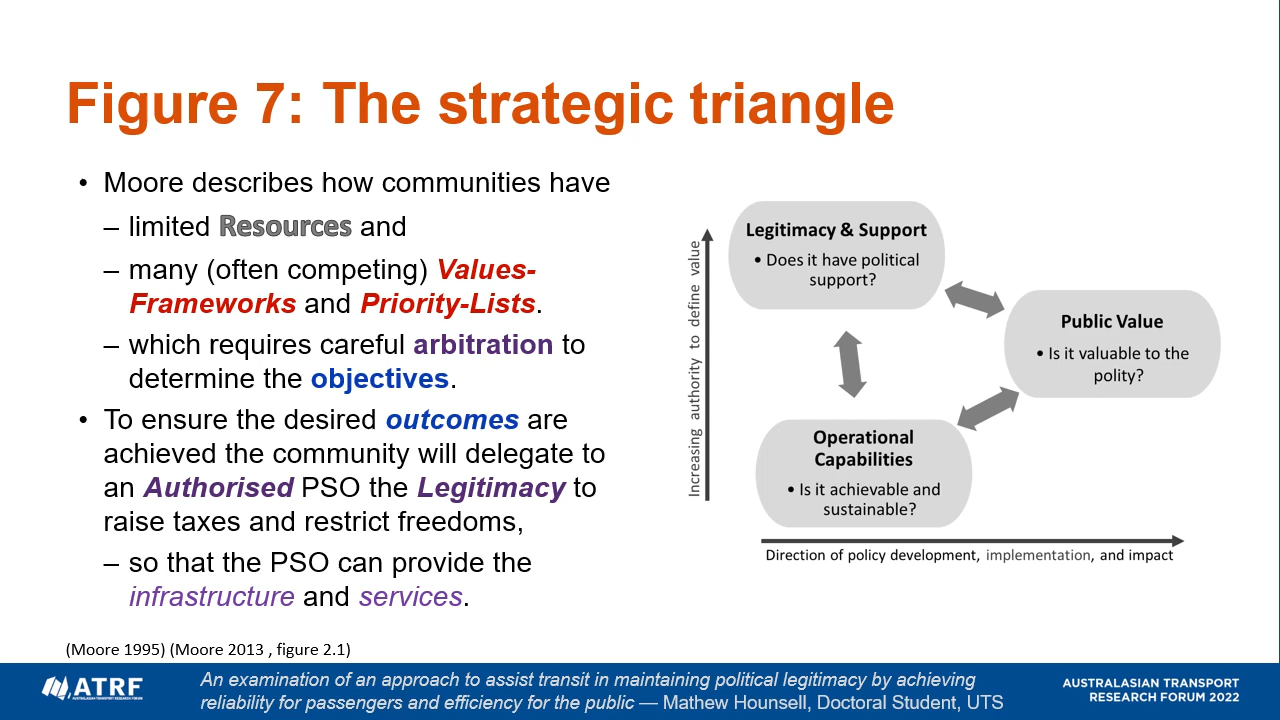 Figure 7: The strategic triangle
• Moore describes how communities have
– limited Resources and
– many (often competing) Values-
Frameworks and Priority-Lists.
– which requires careful arbitration to
determine the objectives.
• To ensure the desired outcomes are
achieved the community will delegate to
an Authorised PSO the Legitimacy to
raise taxes and restrict freedoms,
– so that the PSO can provide the
infrastructure and services.
(Moore 1995) (Moore 2013 , figure 2.1)
Increasing authority to define value
Legitimacy & Support
• Does it have political
support?
Public Value
• Is it valuable to the
polity?
Operational
Capabilities
• Is it achievable and
sustainable?
Direction of policy development, implementation, and impact
ATRF
AUSTRALASIAN TRANSPORT RESEARCH FORUM
An examination of an approach to assist transit in maintaining political legitimacy by achieving
reliability for passengers and efficiency for the public — Mathew Hounsell, Doctoral Student, UTS
AUSTRALASIAN TRANSPORT
RESEARCH FORUM 2022